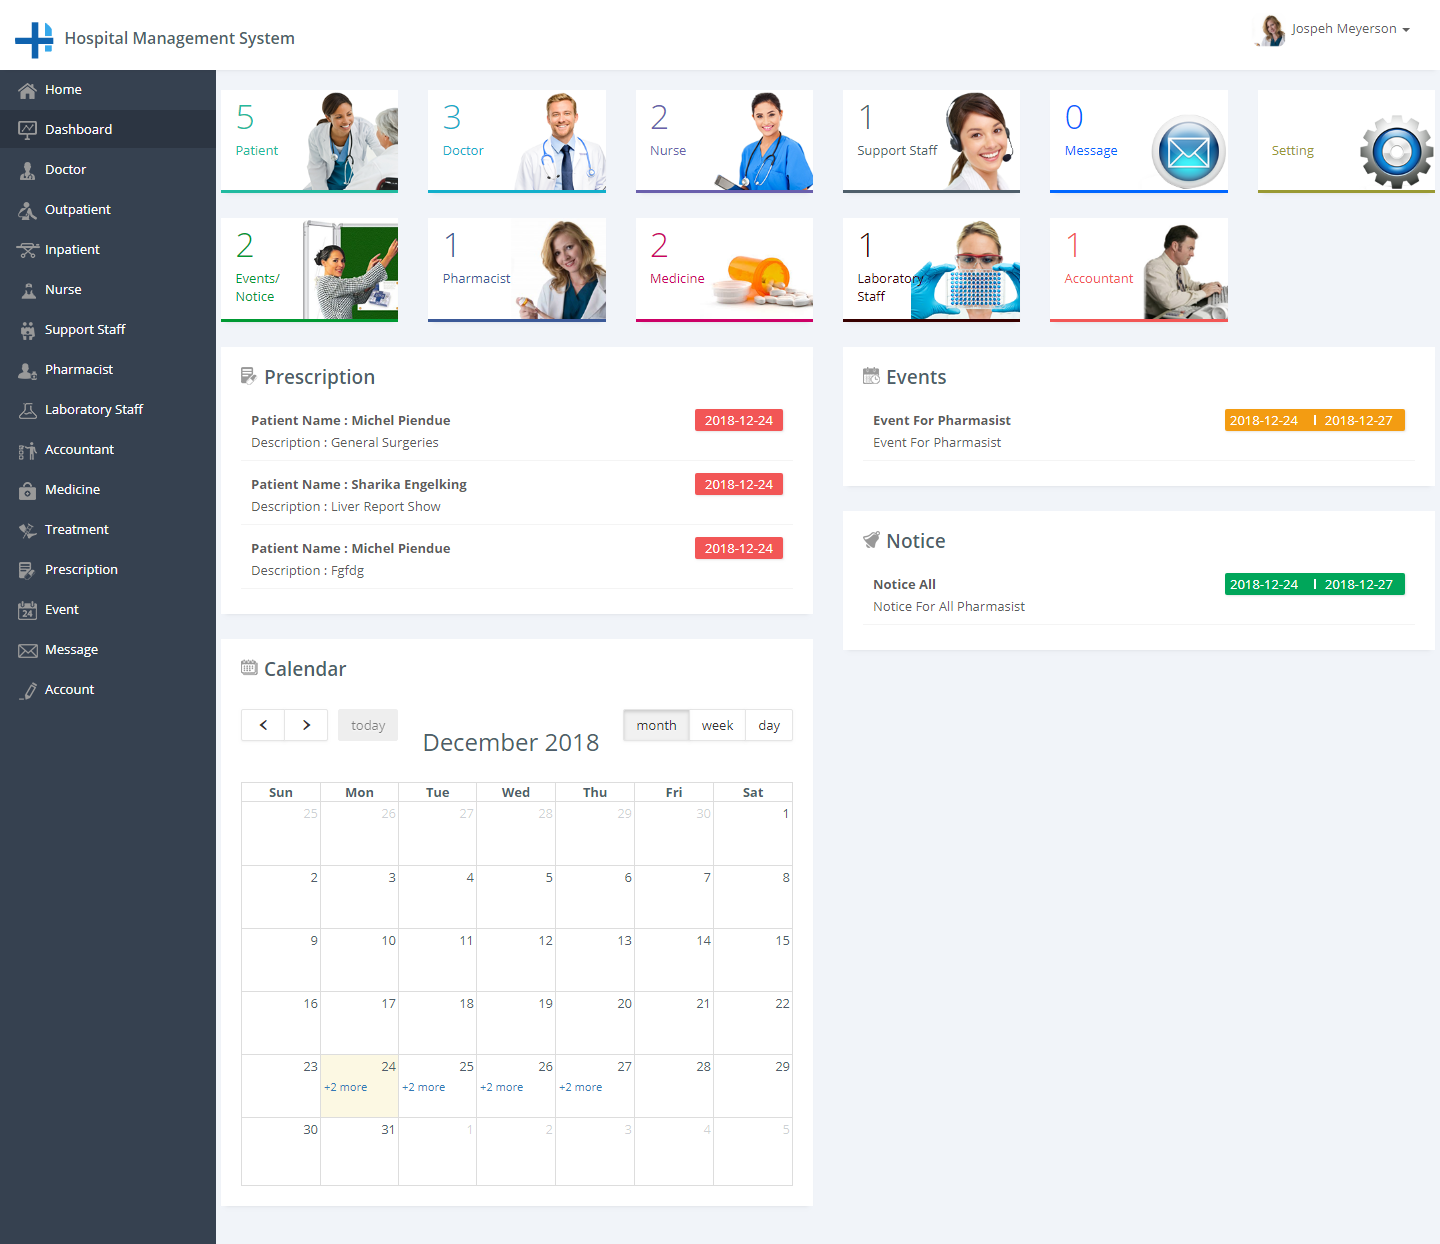 Hospital Management System
Jospeh Meyerson
Home
Dashboard
Doctor
Outpatient
Inpatient
Nurse
Support Staff
Pharmacist
Laboratory Staff
Accountant
Medicine
Treatment
Prescription
Event
Message
Account
5
Patient
3
Doctor
2
Nurse
1
Support Staff
0
Message
Setting
2
Events/
Notice
1
Pharmacist
2
Medicine
1
Laboratory
Staff
1
Accountant
Prescription
Patient Name : Michel Piendue 2018-12-24
Description : General Surgeries
Patient Name : Sharika Engelking 2018-12-24
Description : Liver Report Show
Patient Name : Michel Piendue 2018-12-24
Description : Fgfdg
Events
Event For Pharmasist 2018-12-24 | 2018-12-27
Event For Pharmasist
Notice
Notice All 2018-12-24 | 2018-12-27
Notice For All Pharmasist
Calendar
today
December 2018
month week day
Sun Mon Tue Wed Thu Fri Sat
25 26 27 28 29 30 1
2 3 4 5 6 7 8
9 10 11 12 13 14 15
16 17 18 19 20 21 22
23 24 25 26 27 28 29
+2 more +2 more +2 more +2 more
30 31 1 2 3 4 5